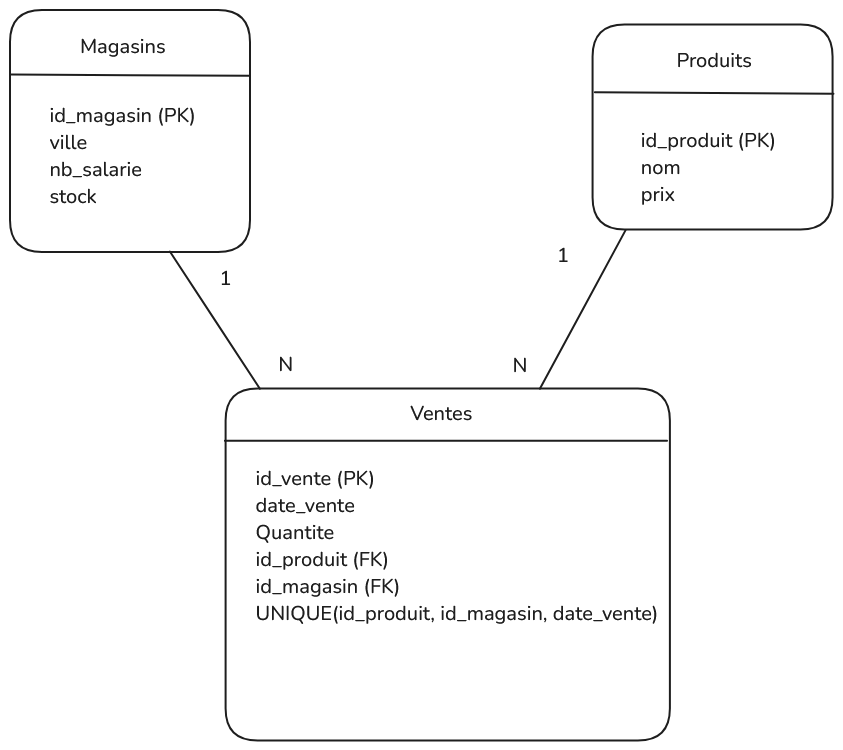 Magasins
id_magasin (PK)
ville
nb_salarie
stock
Produits
id_produit (PK)
nom
prix
1
1
N
N
Ventes
id_vente (PK)
date_vente
Quantite
id_produit (FK)
id_magasin (FK)
UNIQUE(id_produit, id_magasin, date_vente)